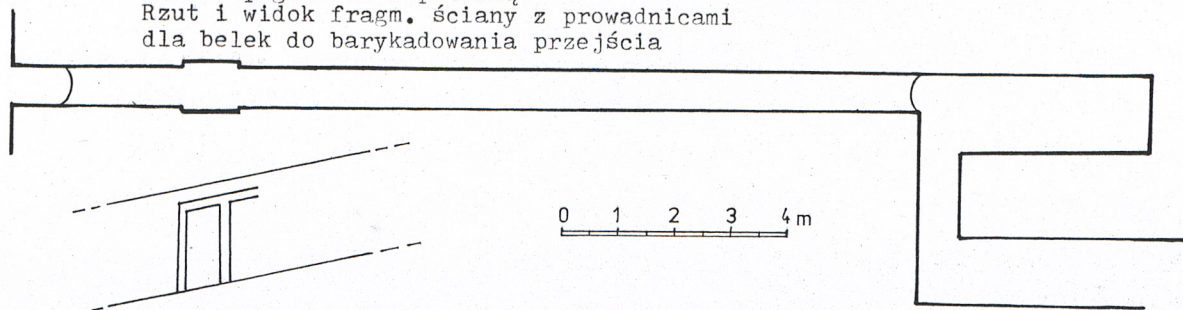 Rzut i widok fragm. ściany z prowadnicami
dla belek do barykadowania przejścia
0 1 2 3 4 m